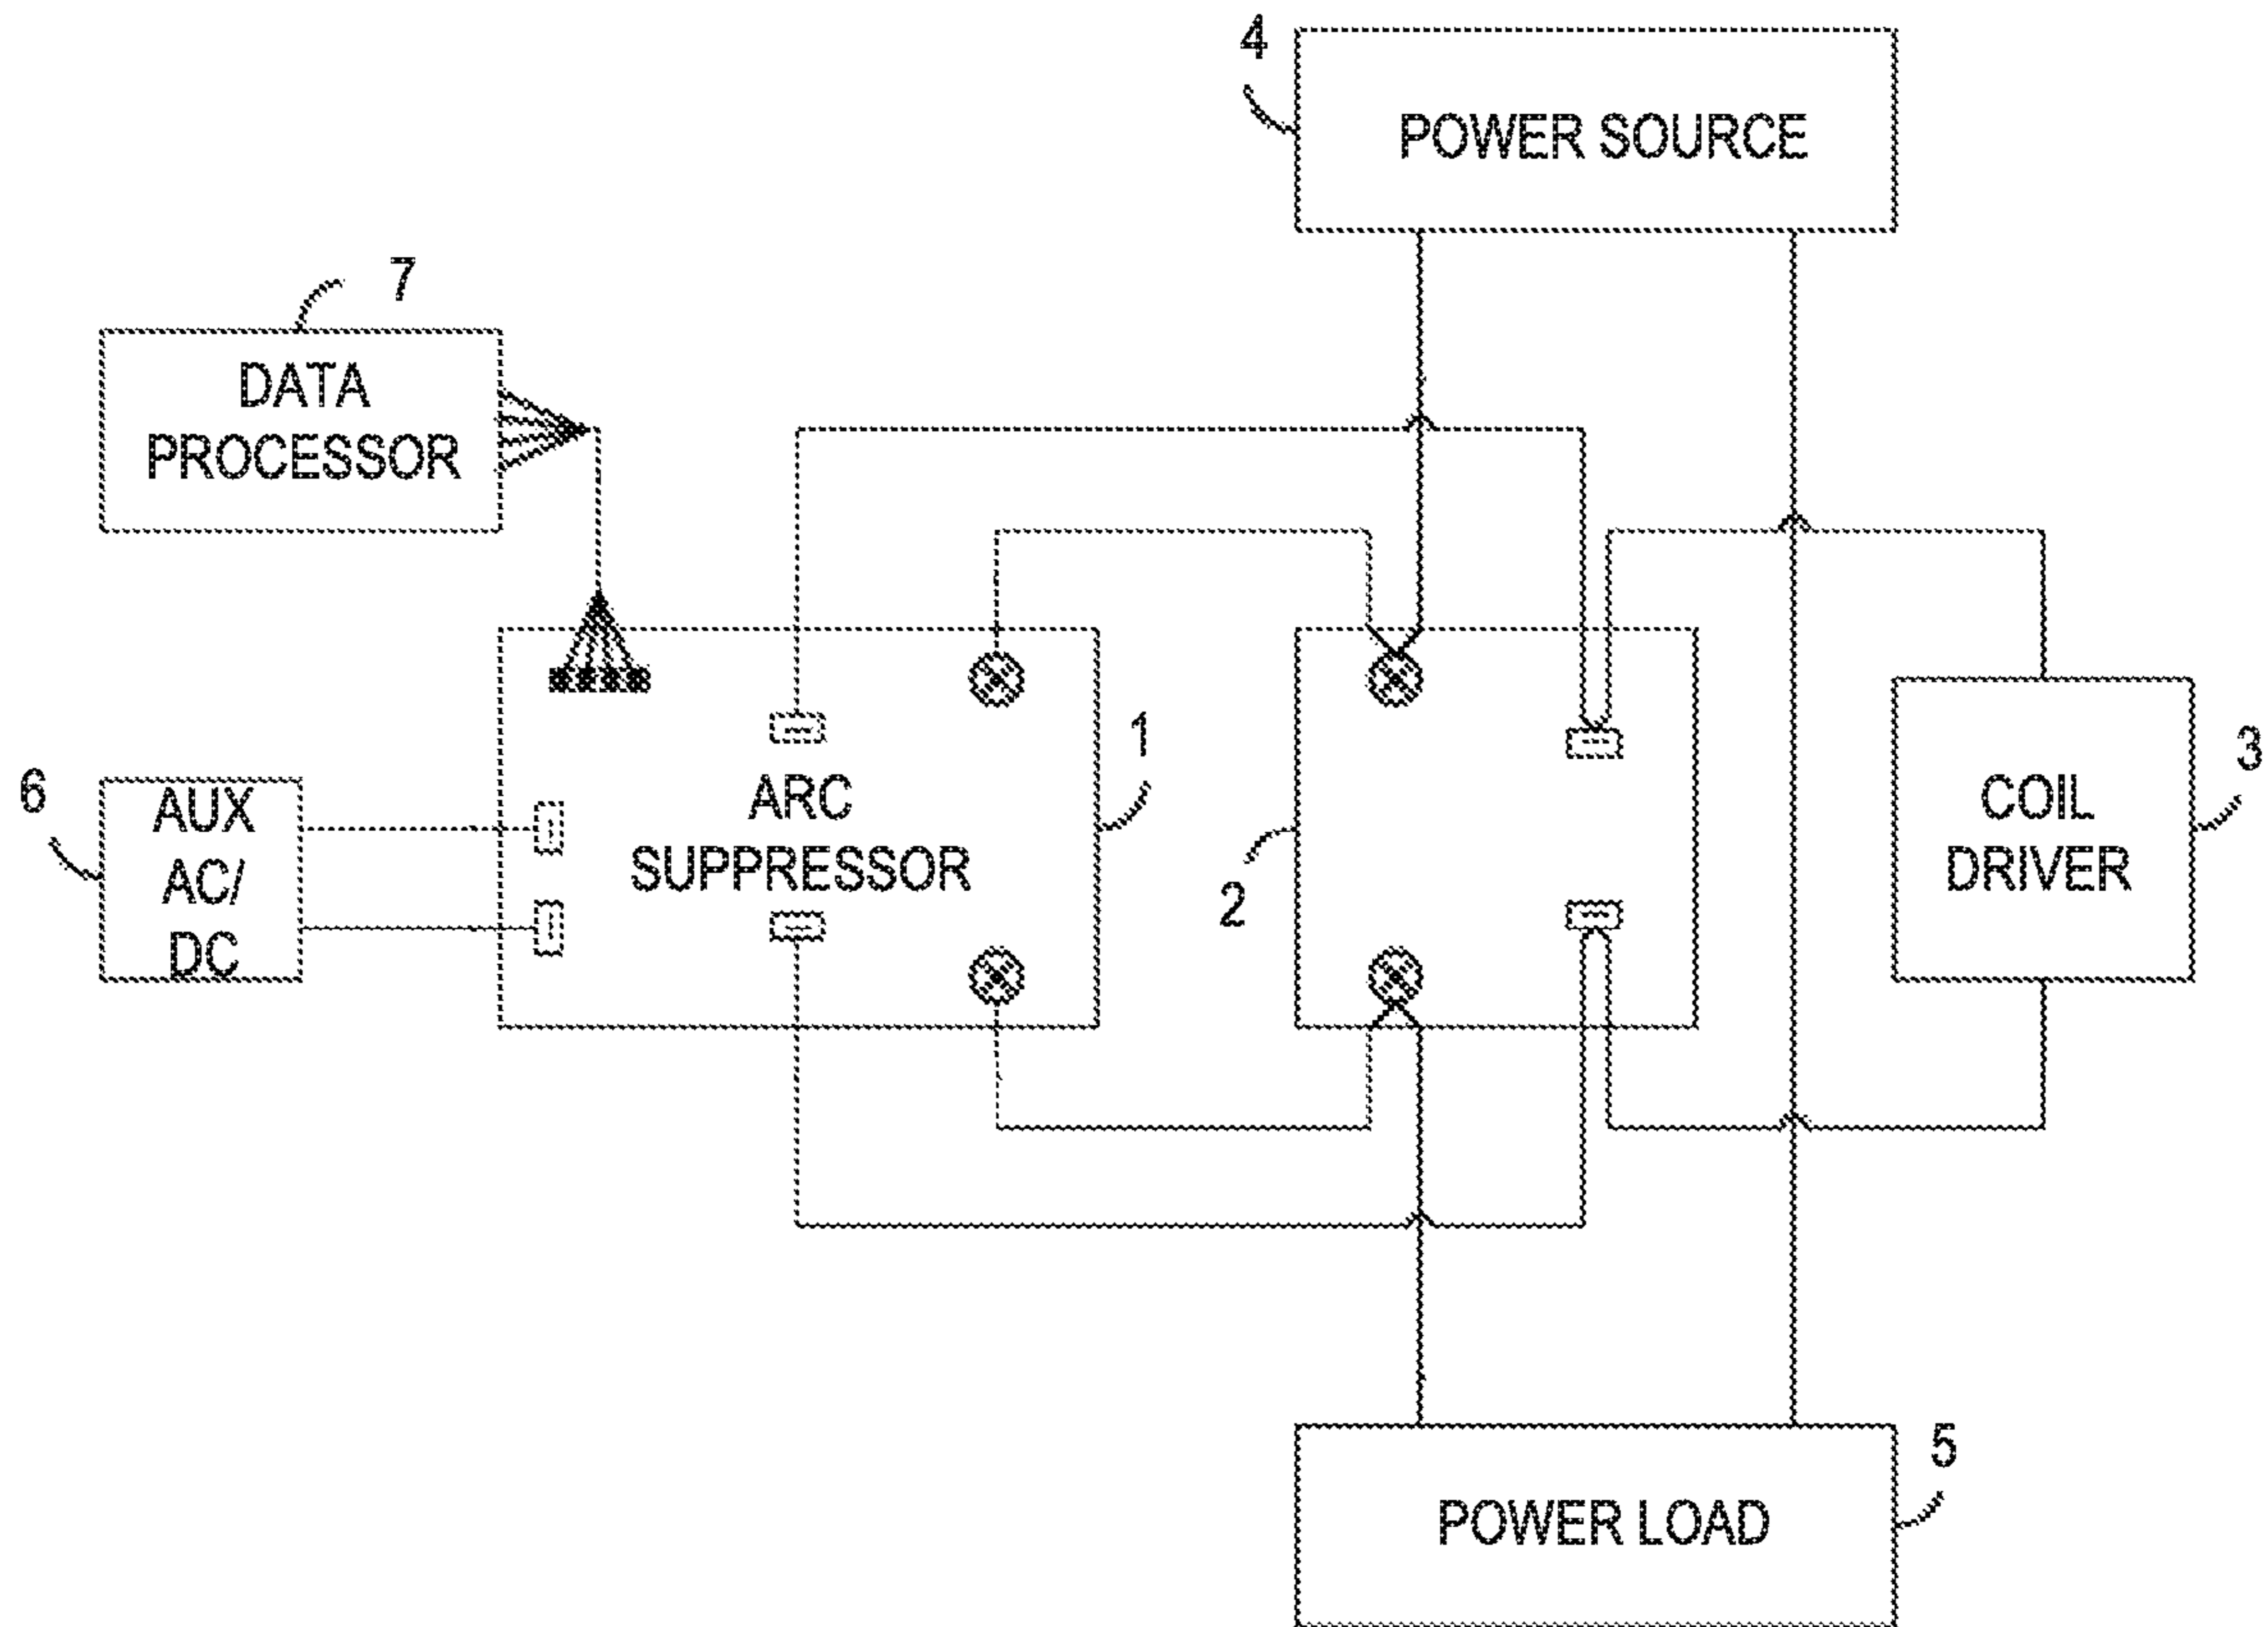 4
POWER SOURCE
7
DATA
PROCESSOR
1
ARC
SUPPRESSOR
6
AUX
AC/
DC
2
3
COIL
DRIVER
5
POWER LOAD